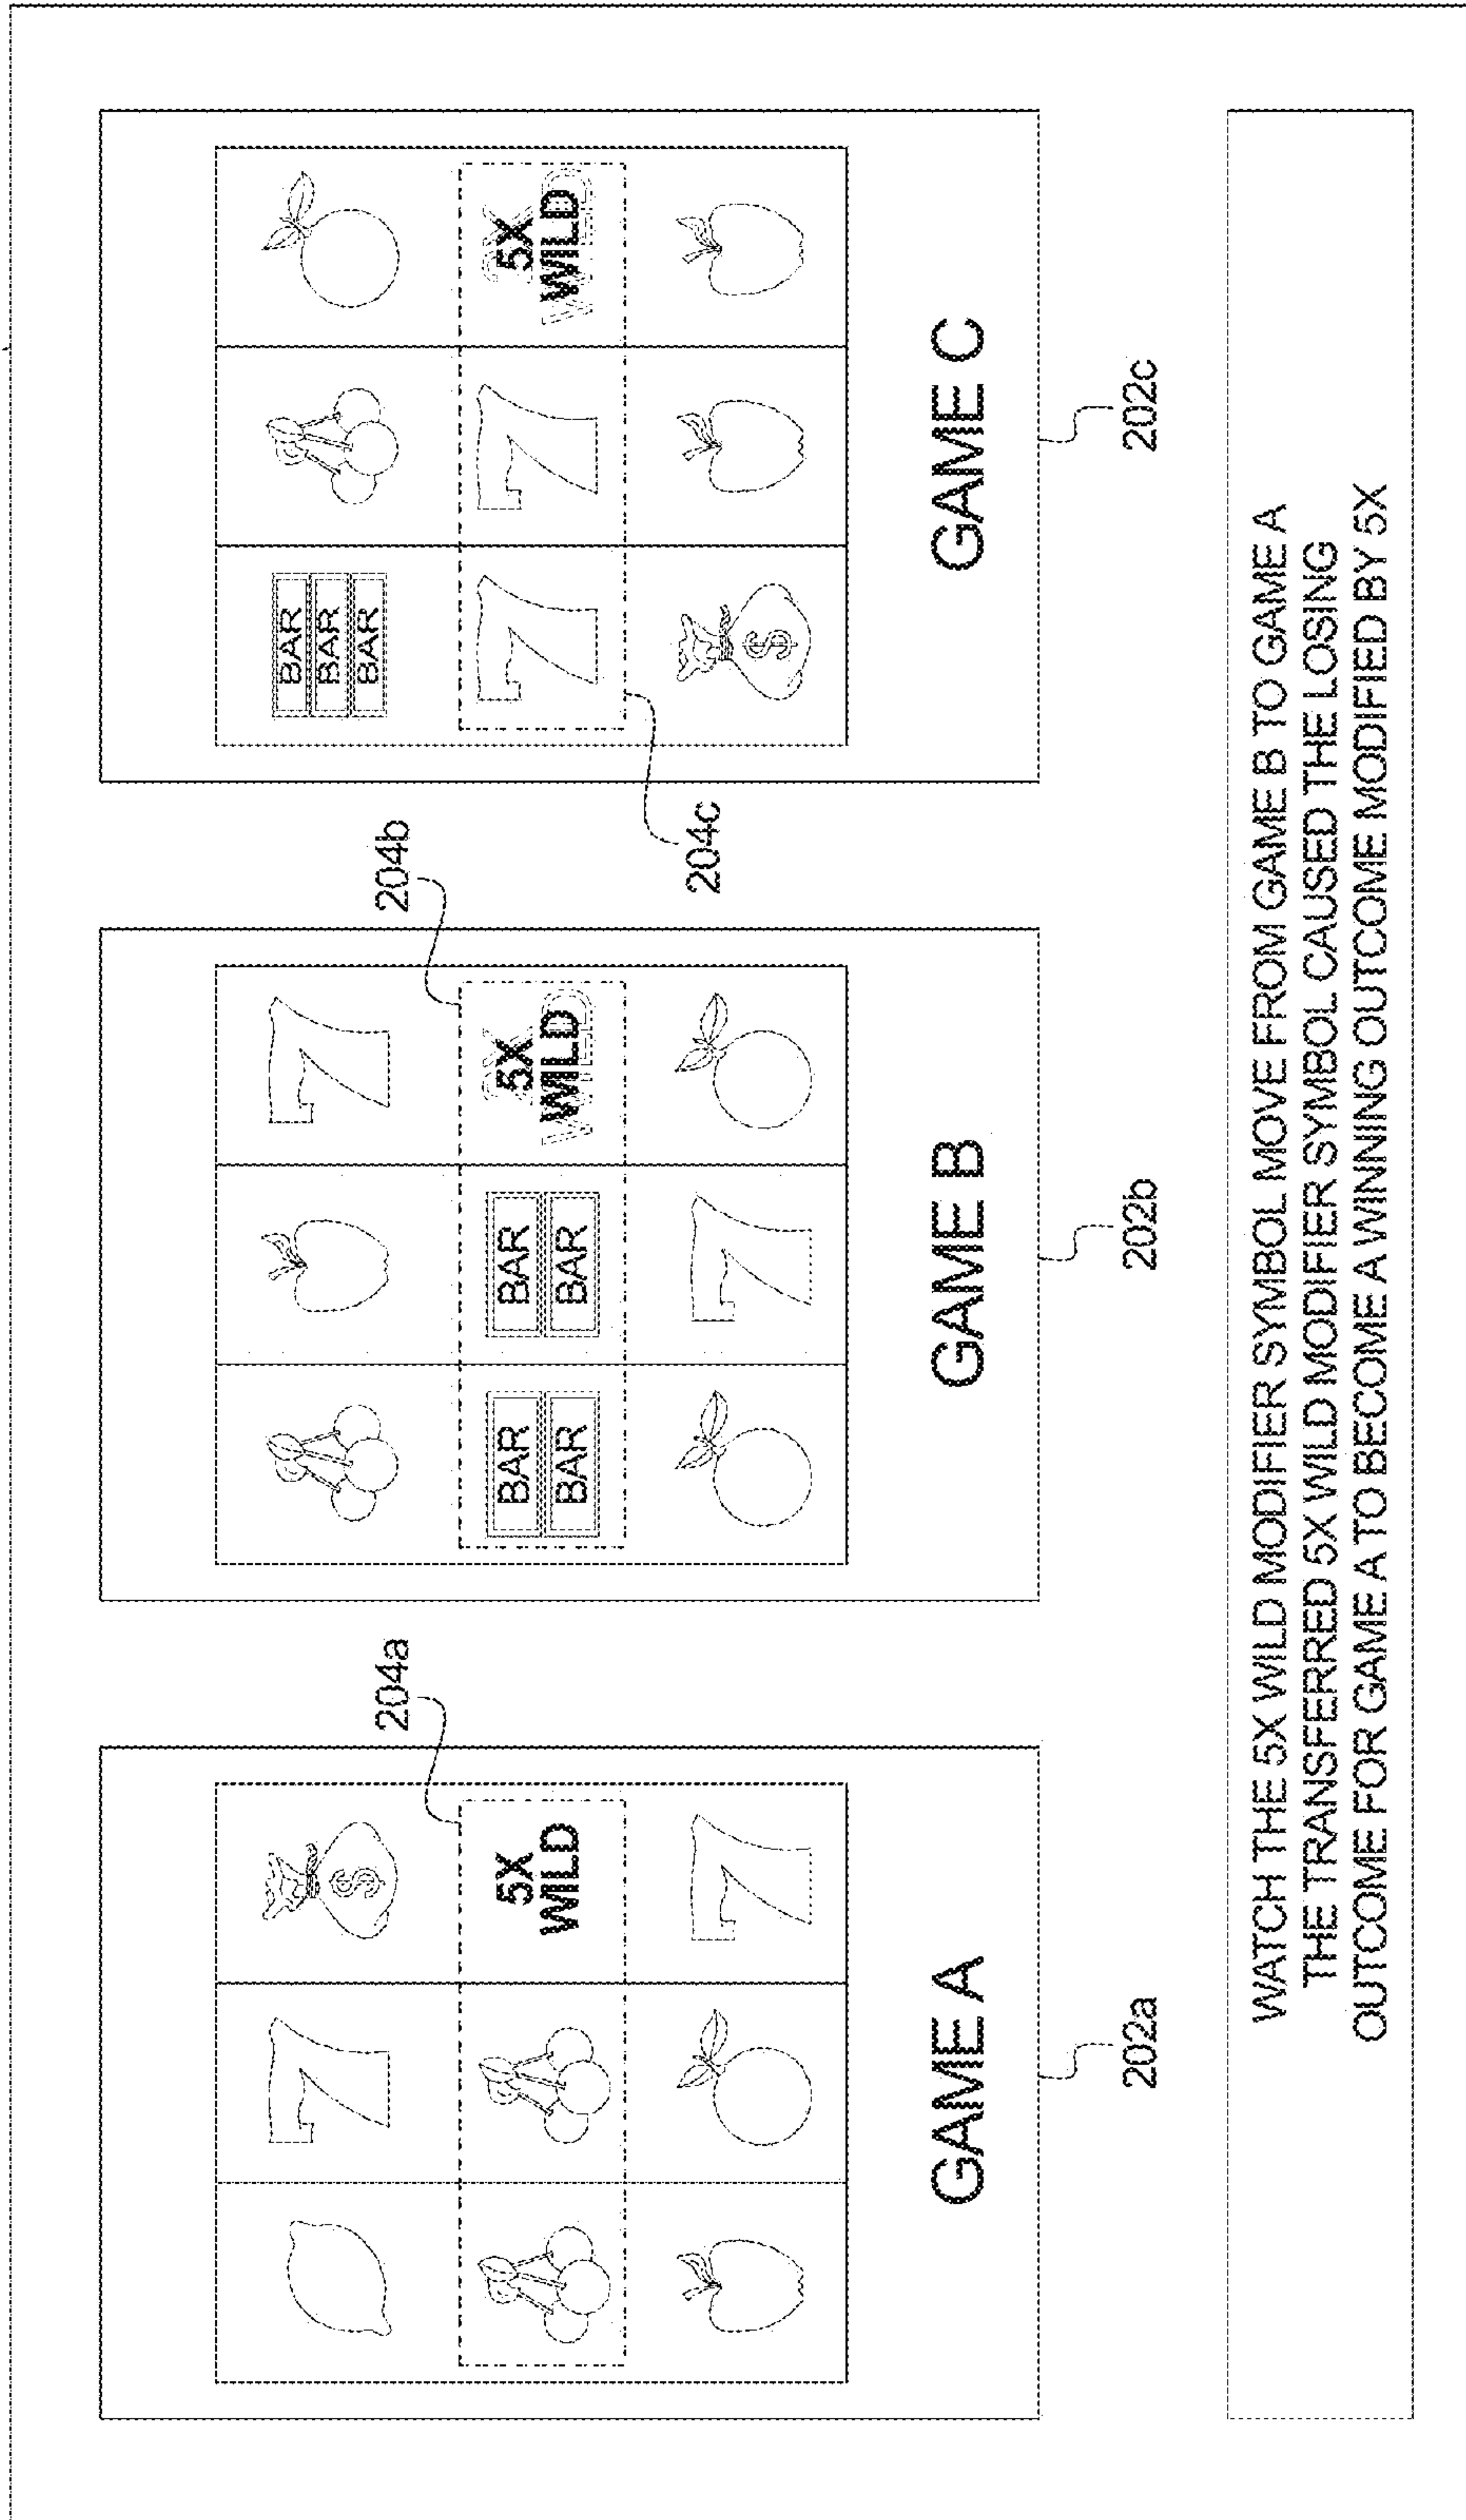 $
204a
5X
WILD
GAME A
202a
204b
BAR
BAR
BAR
BAR
5X
WILD
GAME B
202b
BAR
BAR
BAR
5X
WILD
$
204c
GAME C
202c
WATCH THE 5X WILD MODIFIER SYMBOL MOVE FROM GAME B TO GAME A
THE TRANSFERRED 5X WILD MODIFIER SYMBOL CAUSED THE LOSING
OUTCOME FOR GAME A TO BECOME A WINNING OUTCOME MODIFIED BY 5X